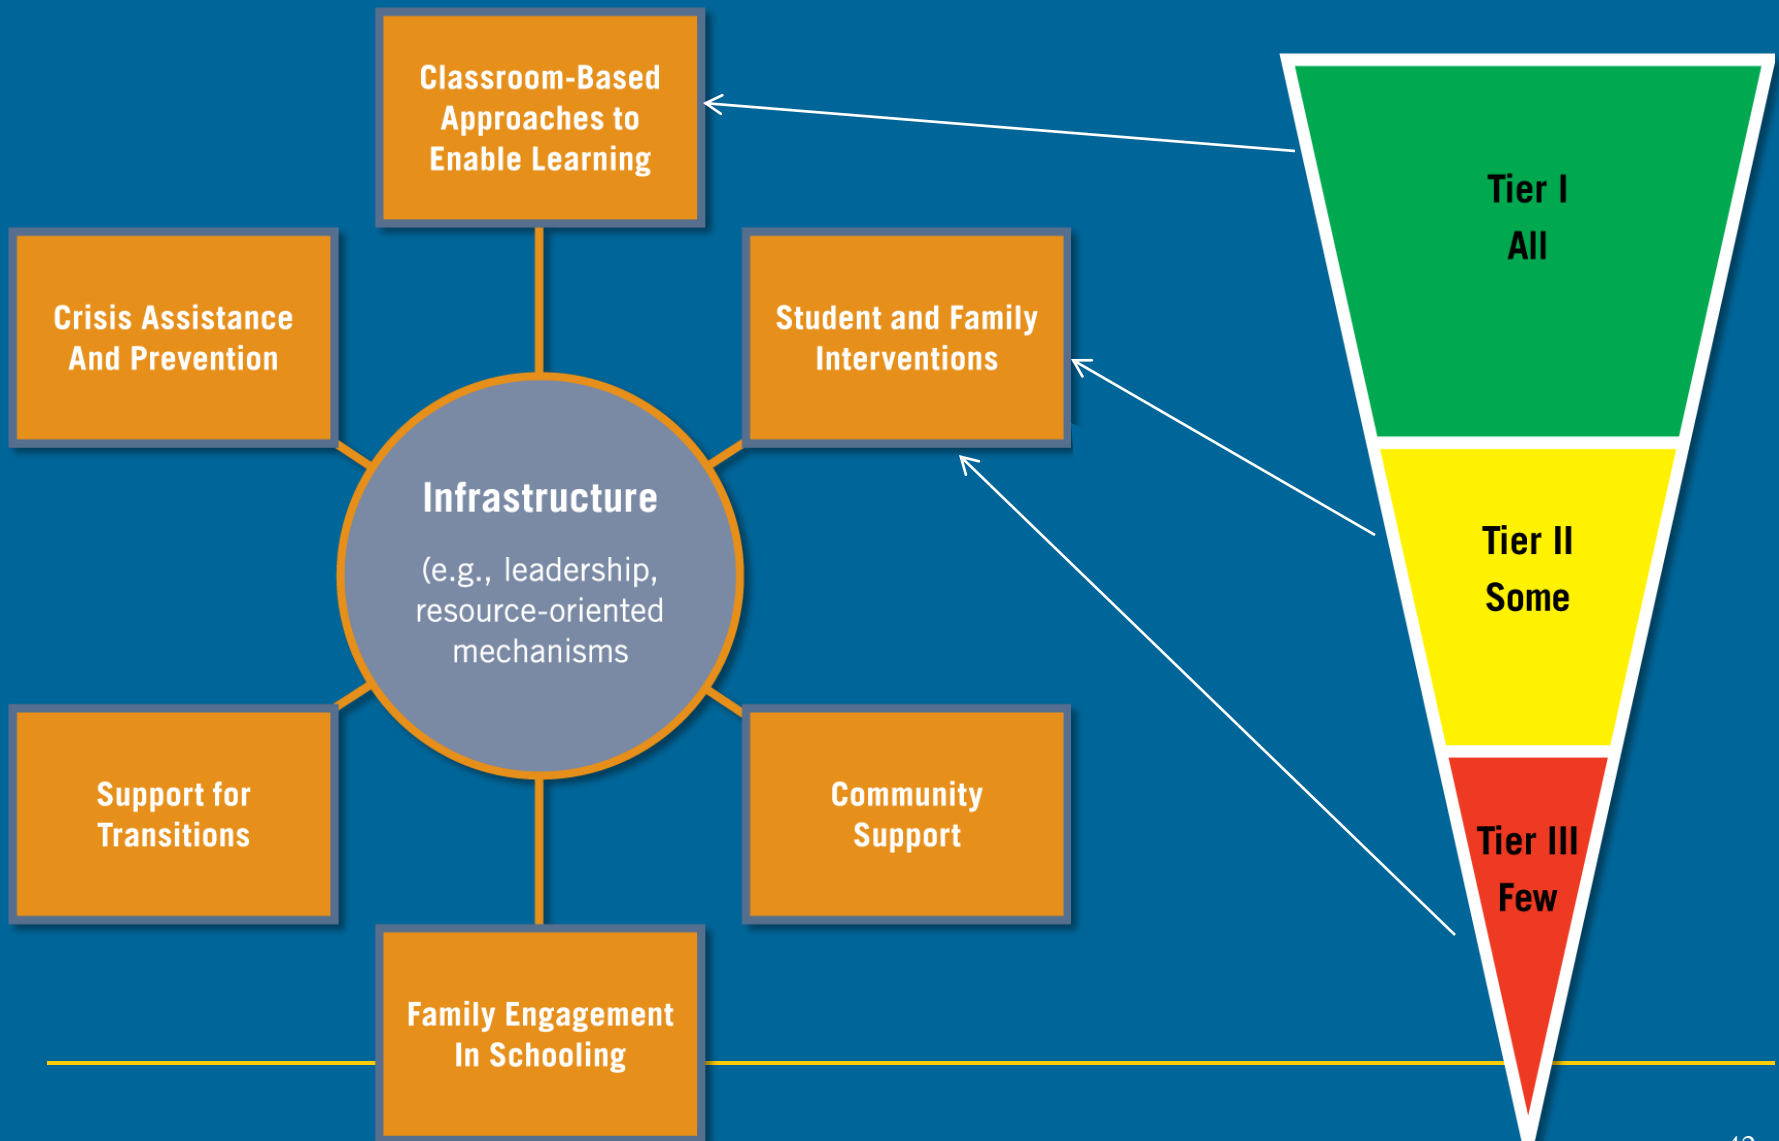 Classroom-Based
Approaches to
Enable Learning
Crisis Assistance
And Prevention
Student and Family
Interventions
Infrastructure
(e.g., leadership,
resource-oriented
mechanisms
Support for
Transitions
Community
Support
Family Engagement
In Schooling
Tier I
All
Tier II
Some
Tier III
Few